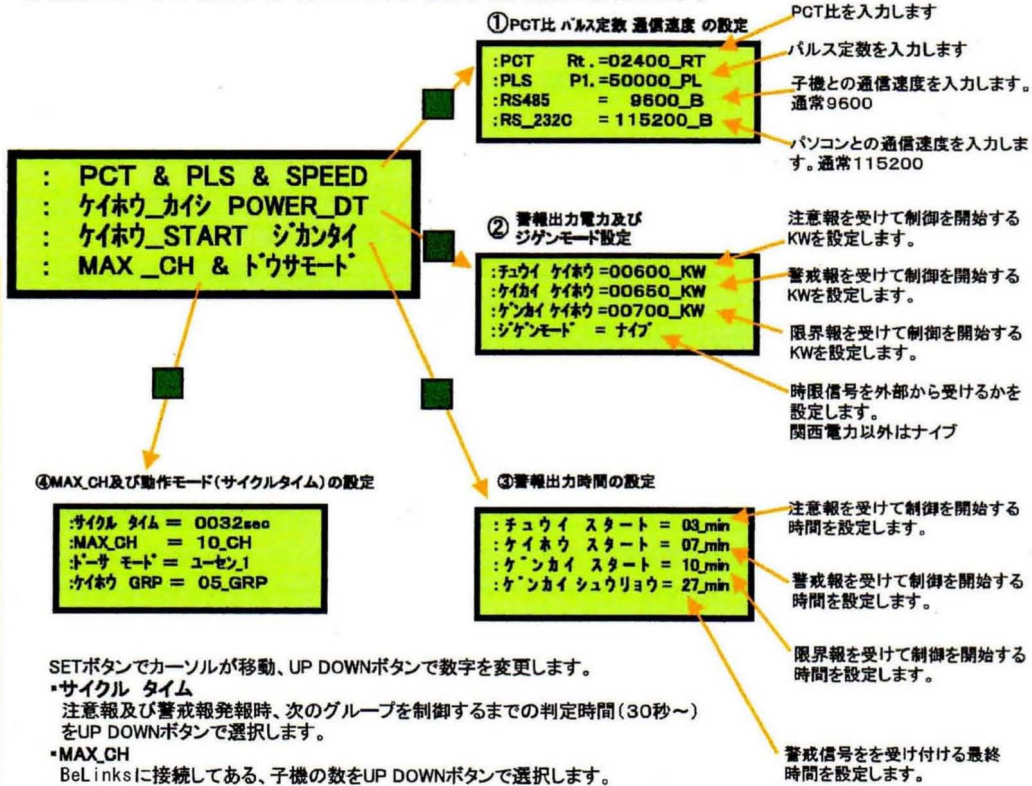 ①PCT比 パルス定数 通信速度 の設定
:PCT Rt.=02400_RT
:PLS Pl.=50000_PL
:RS485 = 9600_B
:RS_232C = 115200_B
PCT比を入力します
パルス定数を入力します
子機との通信速度を入力します。
通常9600
パソコンとの通信速度を入力しま
す。通常115200
: PCT & PLS & SPEED
: ケイホウ_カイシ POWER_DT
: ケイホウ_START ジカンタイ
: MAX _CH & ドウサモード
② 警報出力電力及び
ジゲンモード設定
:チュウイ ケイホウ=00600_KW
:ケイカイ ケイホウ=00650_KW
:ゲンカイ ケイホウ=00700_KW
:ジゲンモード = ナイブ
注意報を受けて制御を開始する
KWを設定します。
警戒報を受けて制御を開始する
KWを設定します。
限界報を受けて制御を開始する
KWを設定します。
時限信号を外部から受けるかを
設定します。
関西電力以外はナイブ
④MAX_CH及び動作モード(サイクルタイム)の設定
:サイクル タイム = 0032sec
:MAX_CH = 10_CH
:ドーサ モード = ユーセン_1
:ケイホウ GRP = 05_GRP
③警報出力時間の設定
:チュウイ スタート = 03_min
:ケイホウ スタート = 07_min
:ゲンカイ スタート = 10_min
:ゲンカイ シュウリョウ= 27_min
注意報を受けて制御を開始する
時間を設定します。
警戒報を受けて制御を開始する
時間を設定します。
限界報を受けて制御を開始する
時間を設定します。
警戒信号をを受け付ける最終
時間を設定します。
SETボタンでカーソルが移動、UP DOWNボタンで数字を変更します。
▪サイクル タイム
注意報及び警戒報発報時、次のグループを制御するまでの判定時間(30秒～)
をUP DOWNボタンで選択します。
▪MAX_CH
BeLinksに接続してある、子機の数をUP DOWNボタンで選択します。